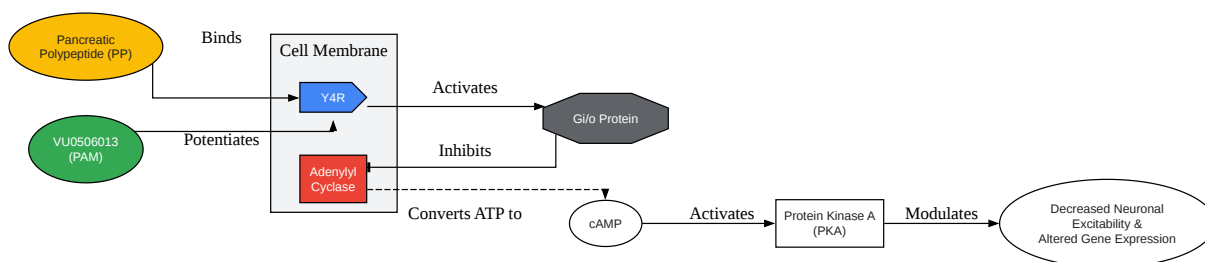 Pancreatic
Polypeptide (PP)
Binds
Cell Membrane
Y4R
Activates
Gi/o Protein
VU0506013
(PAM)
Potentiates
Inhibits
Adenylyl
Cyclase
Converts ATP to
cAMP
Activates
Protein Kinase A
(PKA)
Modulates
Decreased Neuronal
Excitability &
Altered Gene Expression